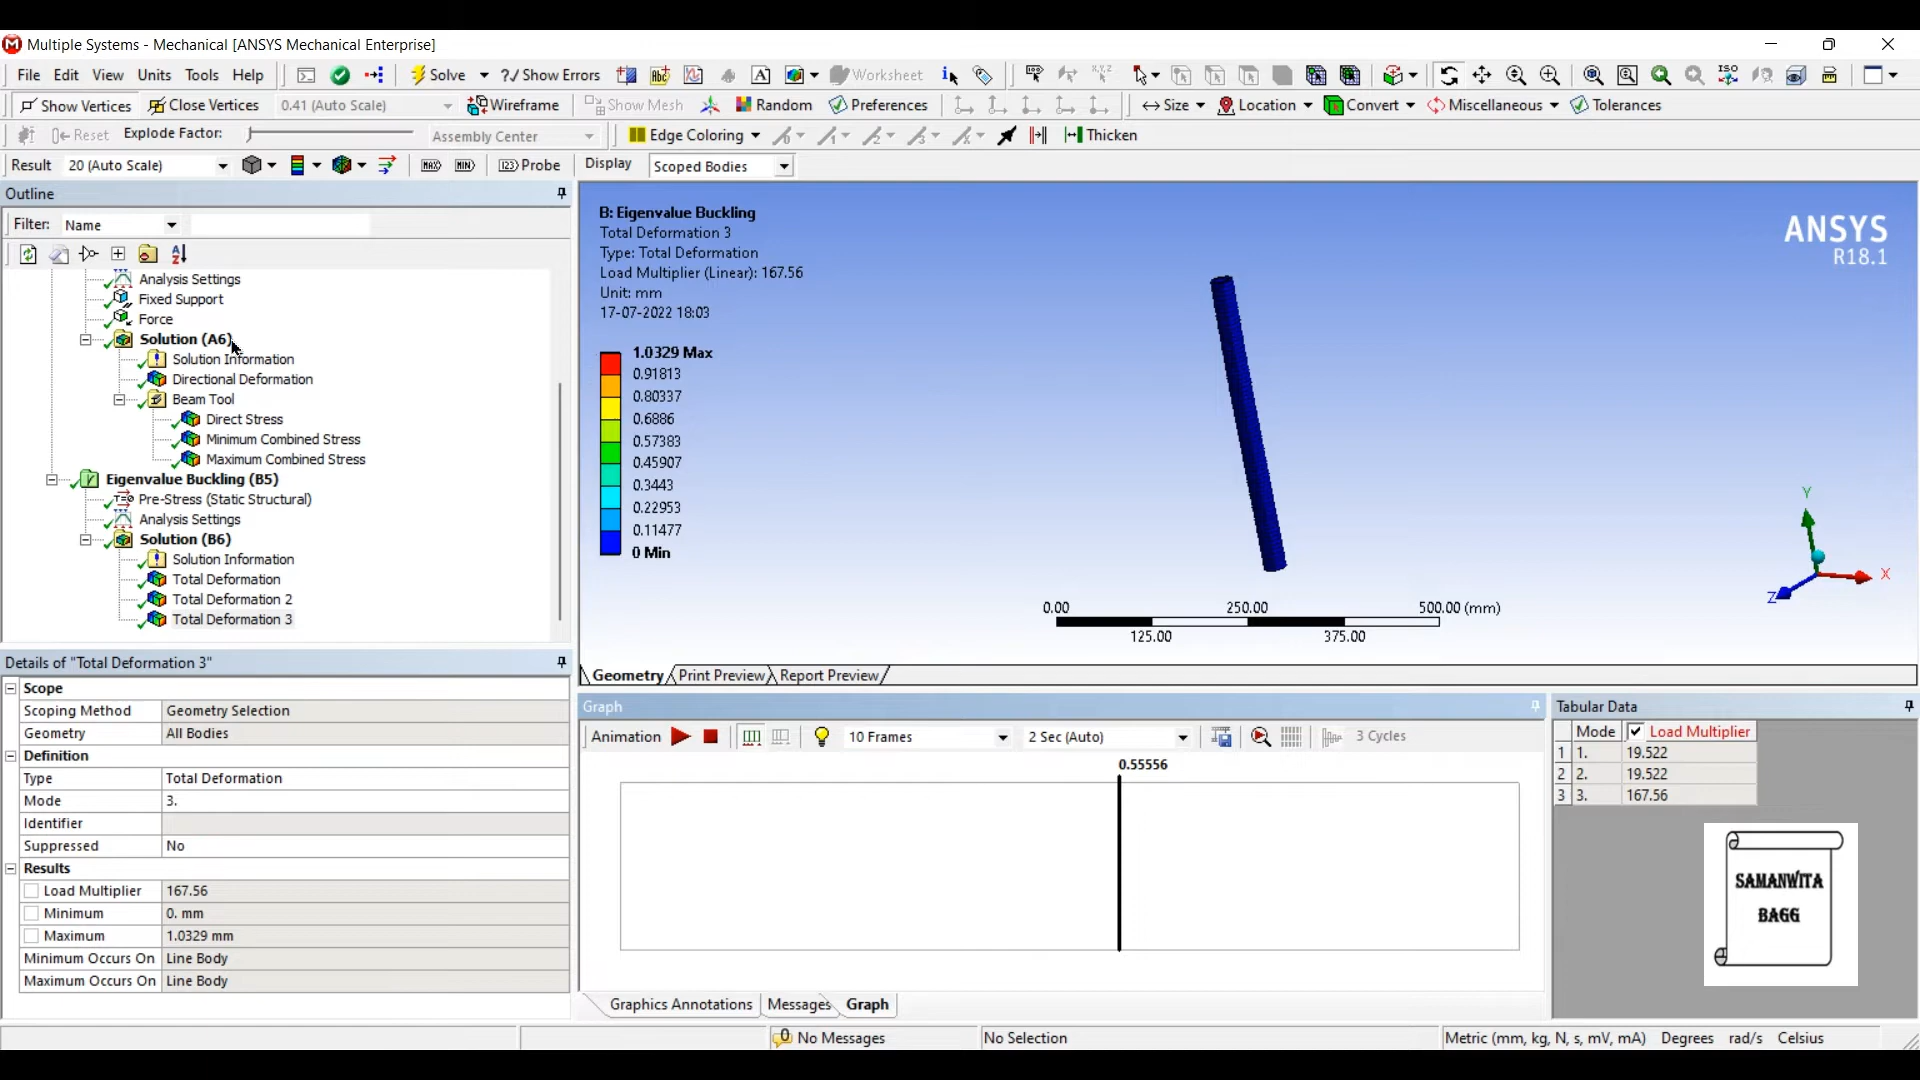 Multiple Systems - Mechanical [ANSYS Mechanical Enterprise]
File Edit View Units Tools Help Solve ?/ Show Errors Worksheet
Show Vertices Close Vertices 0.41 (Auto Scale) Wireframe Show Mesh Random Preferences Size Location Convert Miscellaneous Tolerances
Reset Explode Factor: Assembly Center Edge Coloring Thicken
Result 20 (Auto Scale) MAX MIN Probe Display Scoped Bodies
Outline
Filter: Name
Analysis Settings
Fixed Support
Force
Solution (A6)
Solution Information
Directional Deformation
Beam Tool
Direct Stress
Minimum Combined Stress
Maximum Combined Stress
Eigenvalue Buckling (B5)
Pre-Stress (Static Structural)
Analysis Settings
Solution (B6)
Solution Information
Total Deformation
Total Deformation 2
Total Deformation 3
Details of "Total Deformation 3"
Scope
Scoping Method Geometry Selection
Geometry All Bodies
Definition
Type Total Deformation
Mode 3.
Identifier
Suppressed No
Results
Load Multiplier 167.56
Minimum 0. mm
Maximum 1.0329 mm
Minimum Occurs On Line Body
Maximum Occurs On Line Body
B: Eigenvalue Buckling
Total Deformation 3
Type: Total Deformation
Load Multiplier (Linear): 167.56
Unit: mm
17-07-2022 18:03
1.0329 Max
0.91813
0.80337
0.6886
0.57383
0.45907
0.3443
0.22953
0.11477
0 Min
ANSYS
R18.1
Y
X
Z
0.00 250.00 500.00 (mm)
125.00 375.00
Geometry Print Preview Report Preview
Graph
Animation 10 Frames 2 Sec (Auto) 3 Cycles
0.55556
Graphics Annotations Messages Graph
Tabular Data
Mode Load Multiplier
1 1. 19.522
2 2. 19.522
3 3. 167.56
SAMANWITA
BAGG
0 No Messages No Selection Metric (mm, kg, N, s, mV, mA) Degrees rad/s Celsius